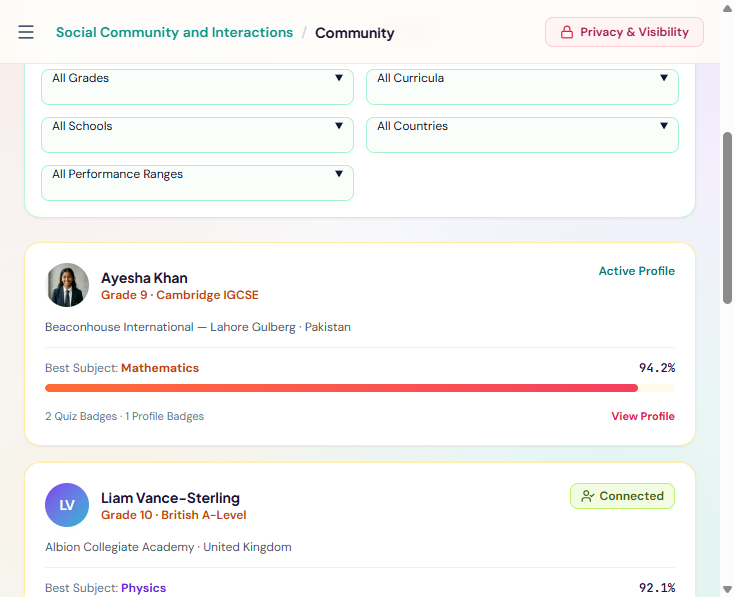 Social Community and Interactions / Community
Privacy & Visibility
All Grades
All Curricula
All Schools
All Countries
All Performance Ranges
Ayesha Khan
Active Profile
Grade 9 · Cambridge IGCSE
Beaconhouse International — Lahore Gulberg · Pakistan
Best Subject: Mathematics
94.2%
2 Quiz Badges · 1 Profile Badges
View Profile
LV
Liam Vance-Sterling
Connected
Grade 10 · British A-Level
Albion Collegiate Academy · United Kingdom
Best Subject: Physics
92.1%